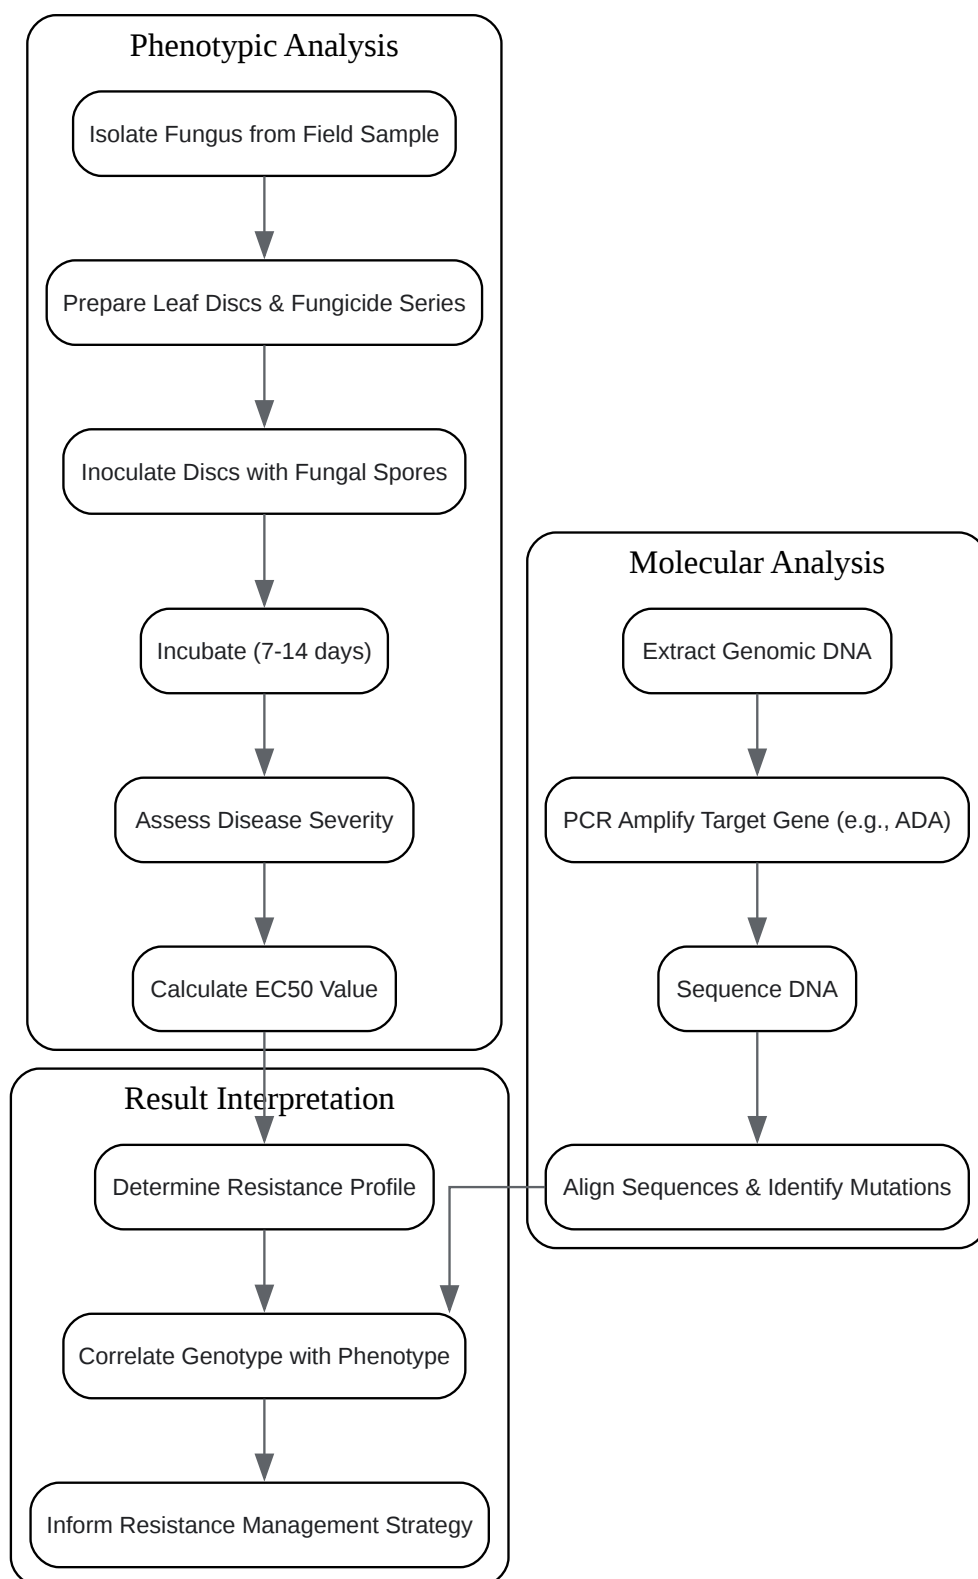 Phenotypic Analysis
Isolate Fungus from Field Sample
Prepare Leaf Discs & Fungicide Series
Inoculate Discs with Fungal Spores
Incubate (7-14 days)
Assess Disease Severity
Calculate EC50 Value
Molecular Analysis
Extract Genomic DNA
PCR Amplify Target Gene (e.g., ADA)
Sequence DNA
Align Sequences & Identify Mutations
Result Interpretation
Determine Resistance Profile
Correlate Genotype with Phenotype
Inform Resistance Management Strategy